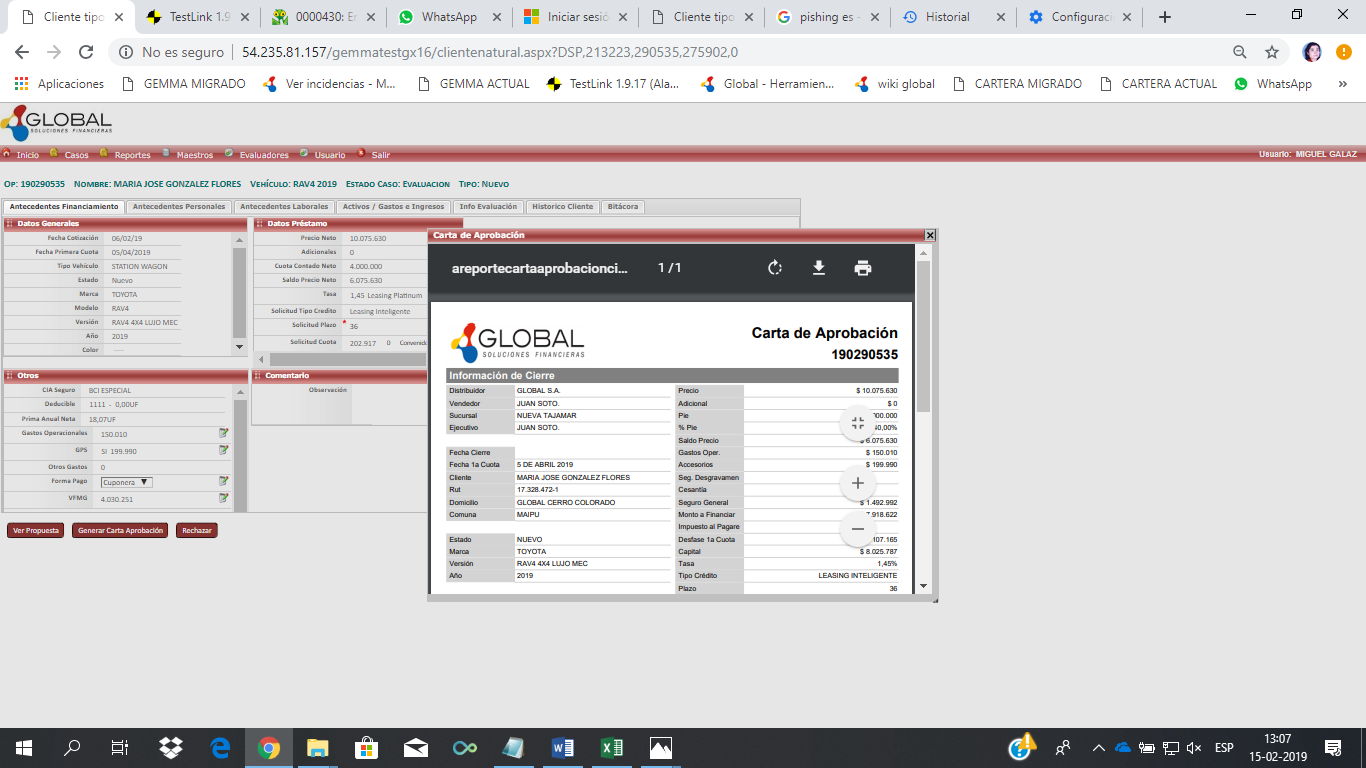 Cliente tipo
TestLink 1.9
0000430: Er
WhatsApp
Iniciar sesió
Cliente tipo
pishing es -
Historial
Configuraci
No es seguro
54.235.81.157/gemmatestgx16/clientenatural.aspx?DSP,213223,290535,275902,0
Aplicaciones
GEMMA MIGRADO
Ver incidencias - M...
GEMMA ACTUAL
TestLink 1.9.17 (Ala...
Global - Herramien...
wiki global
CARTERA MIGRADO
CARTERA ACTUAL
WhatsApp
GLOBAL
SOLUCIONES FINANCIERAS
Inicio
Casos
Reportes
Maestros
Evaluadores
Usuario
Salir
Usuario: MIGUEL GALAZ
Op: 190290535 Nombre: MARIA JOSE GONZALEZ FLORES Vehículo: RAV4 2019 Estado Caso: Evaluacion Tipo: Nuevo
Antecedentes Financiamiento
Antecedentes Personales
Antecedentes Laborales
Activos / Gastos e Ingresos
Info Evaluación
Historico Cliente
Bitácora
Datos Generales
Fecha Cotización 06/02/19
Fecha Primera Cuota 05/04/2019
Tipo Vehículo STATION WAGON
Estado Nuevo
Marca TOYOTA
Modelo RAV4
Versión RAV4 4X4 LUJO MEC
Año 2019
Color ----
Datos Préstamo
Precio Neto 10.075.630
Adicionales 0
Cuota Contado Neto 4.000.000
Saldo Precio Neto 6.075.630
Tasa 1,45 Leasing Platinum
Solicitud Tipo Credito Leasing Inteligente
Solicitud Plazo * 36
Solicitud Cuota 202.917 0 Convenio
Otros
CIA Seguro BCI ESPECIAL
Deducible 1111 - 0,00UF
Prima Anual Neta 18,07UF
Gastos Operacionales 150.010
GPS SI 199.990
Otros Gastos 0
Forma Pago Cuponera
VFMG 4.030.251
Comentario
Observación
Ver Propuesta
Generar Carta Aprobación
Rechazar
Carta de Aprobación
areportecartaaprobacionci...
1 / 1
GLOBAL
SOLUCIONES FINANCIERAS
Carta de Aprobación
190290535
Información de Cierre
Distribuidor GLOBAL S.A.
Vendedor JUAN SOTO.
Sucursal NUEVA TAJAMAR
Ejecutivo JUAN SOTO.
Fecha Cierre
Fecha 1a Cuota 5 DE ABRIL 2019
Cliente MARIA JOSE GONZALEZ FLORES
Rut 17.328.472-1
Domicilio GLOBAL CERRO COLORADO
Comuna MAIPU
Estado NUEVO
Marca TOYOTA
Versión RAV4 4X4 LUJO MEC
Año 2019
Precio $ 10.075.630
Adicional $ 0
Pie 000.000
% Pie 40,00%
Saldo Precio $ 6.075.630
Gastos Oper. $ 150.010
Accesorios $ 199.990
Seg. Desgravamen
Cesantía
Seguro General $ 1.492.992
Monto a Financiar 7.918.622
Impuesto al Pagare
Desfase 1a Cuota 107.165
Capital $ 8.025.787
Tasa 1,45%
Tipo Crédito LEASING INTELIGENTE
Plazo 36
ESP
13:07
15-02-2019